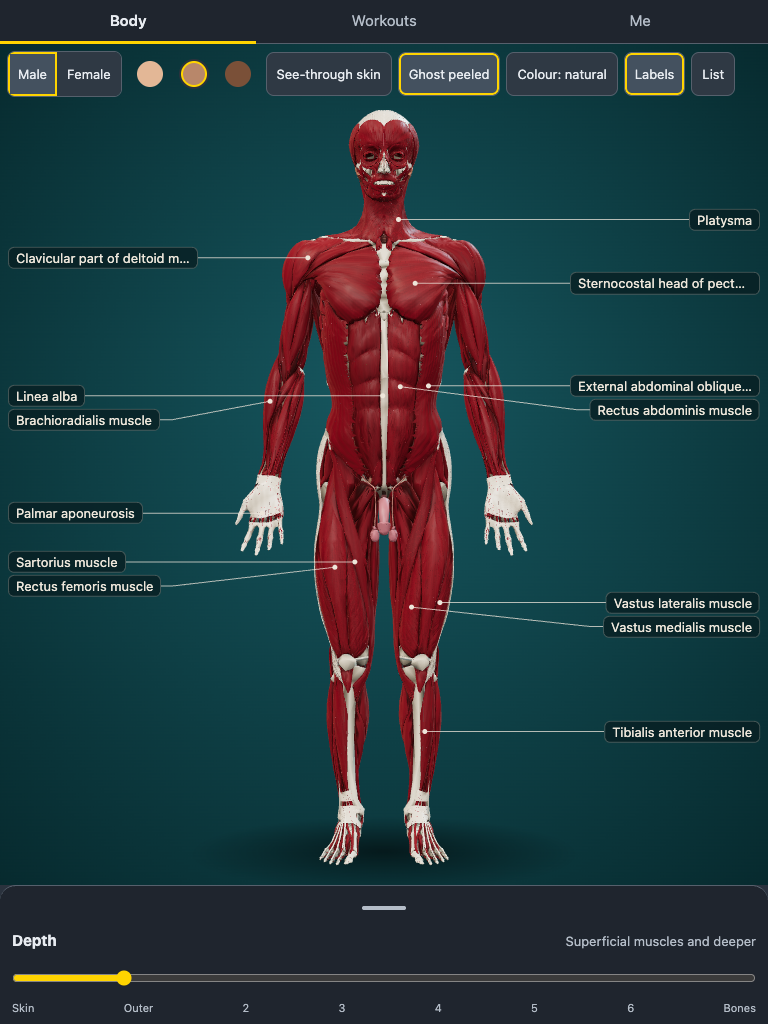 Body
Workouts
Me
Male
Female
See-through skin
Ghost peeled
Colour: natural
Labels
List
Platysma
Clavicular part of deltoid m...
Sternocostal head of pect...
External abdominal oblique...
Linea alba
Rectus abdominis muscle
Brachioradialis muscle
Palmar aponeurosis
Sartorius muscle
Rectus femoris muscle
Vastus lateralis muscle
Vastus medialis muscle
Tibialis anterior muscle
Depth
Superficial muscles and deeper
Skin
Outer
2
3
4
5
6
Bones